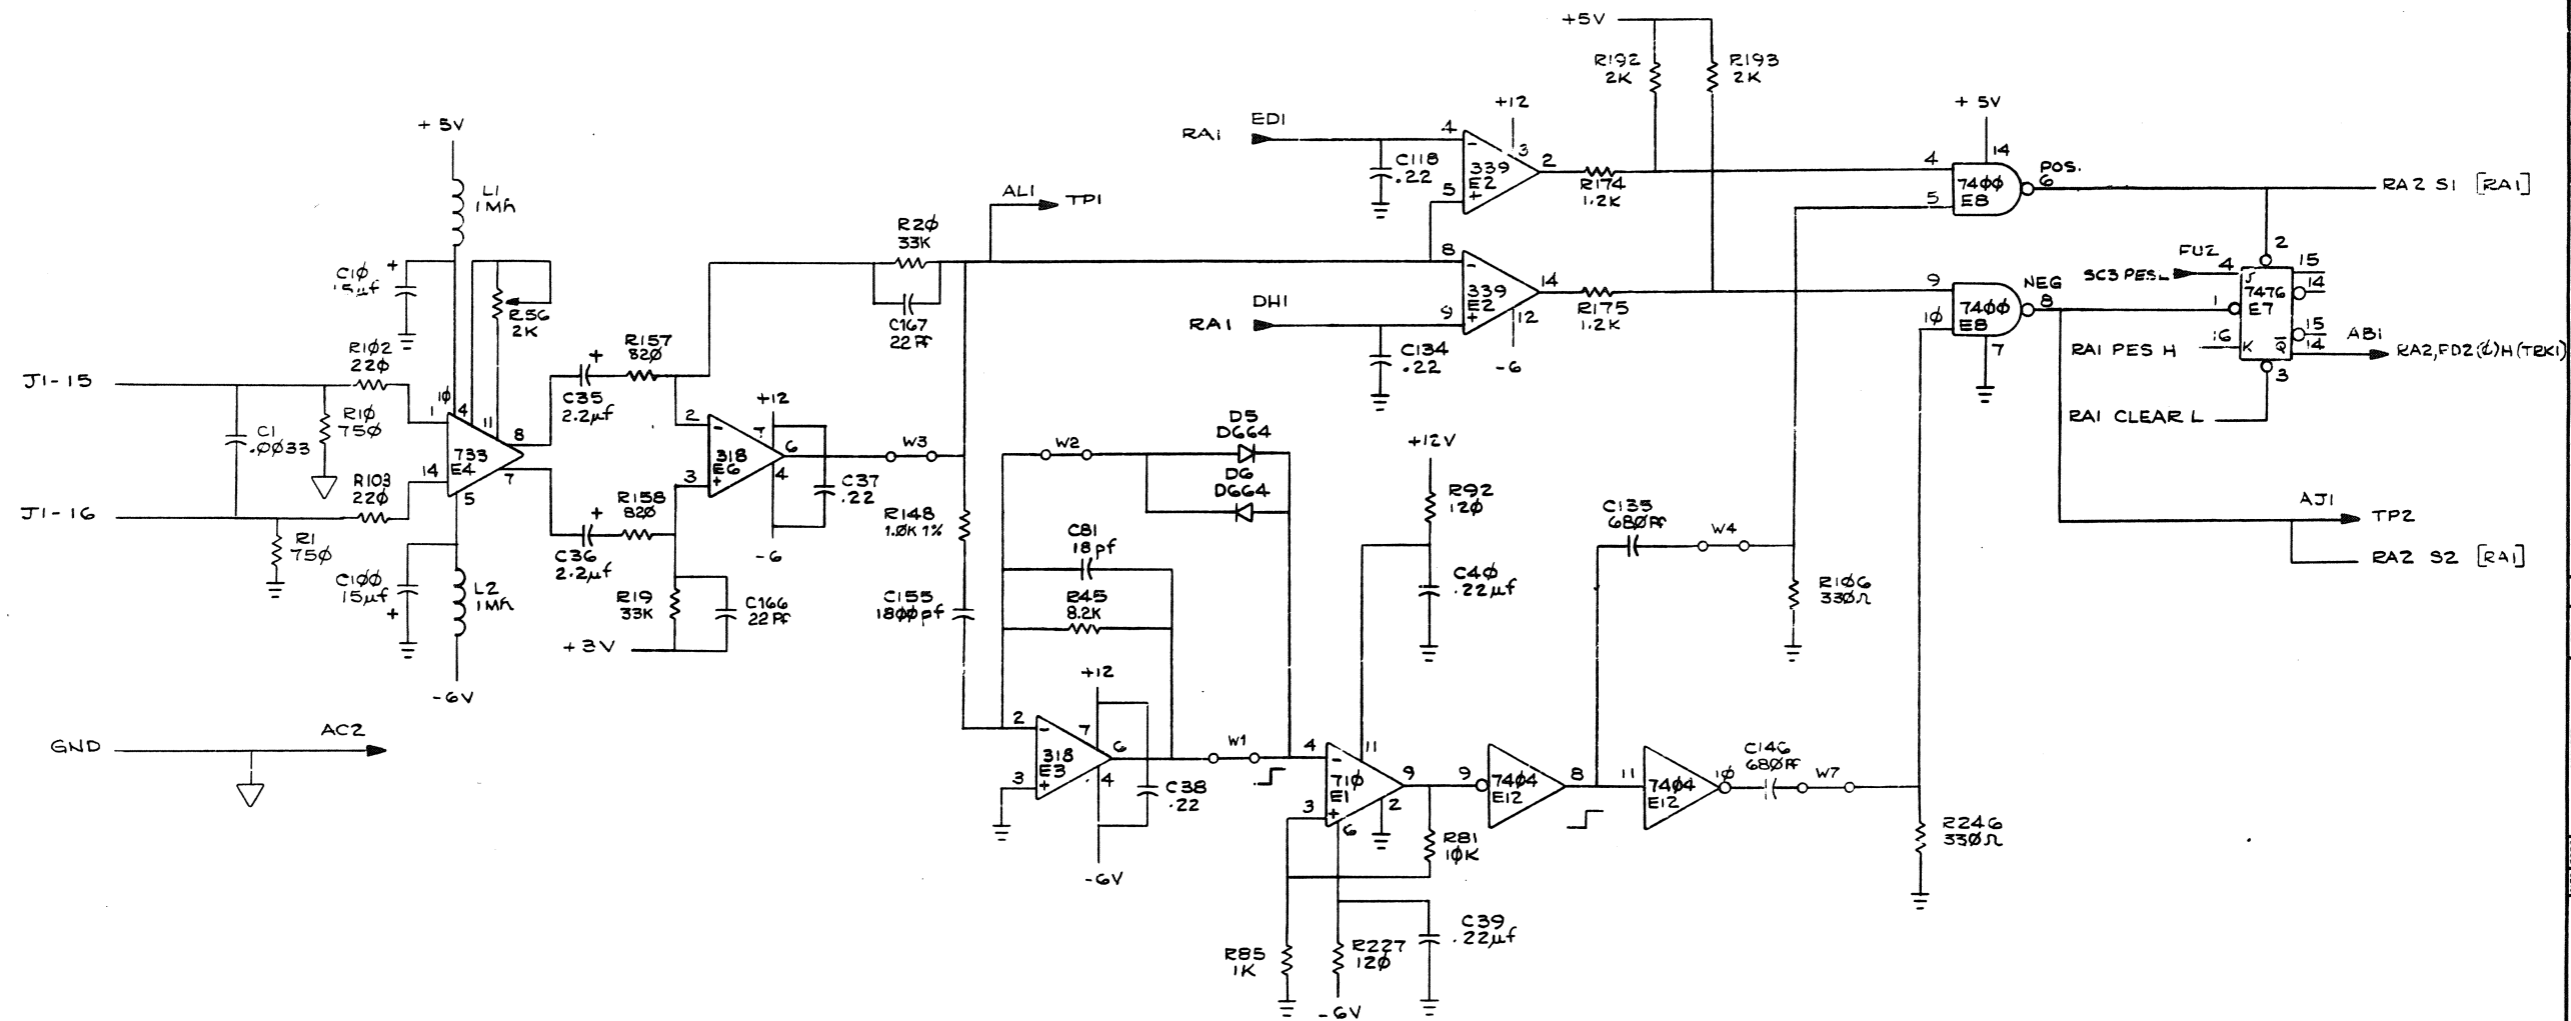 +5V
R192
2K
R193
2K
+12
+ 5V
EDI
RA1
4
3
C118
.22
5
339
E2
+
2
R174
1.2K
4
14
7400
E8
5
POS.
6
RA2 S1 [RA1]
+ 5V
L1
1Mh
C10
15µf
+
R56
2K
R102
220
J1-15
C1
.0033
R10
750
10
1
4
11
8
733
E4
14
5
7
R103
220
J1-16
R1
750
C100
15µf
+
L2
1Mh
-6V
+
C35
2.2µf
R157
820
+
C36
2.2µf
R158
820
R19
33K
C166
22Pf
+3V
R20
33K
C167
22Pf
AL1
TP1
8
339
E2
9
+
14
12
-6
DH1
RA1
C134
.22
R175
1.2K
9
7400
E8
10
7
NEG
8
FU2
SC3 PESL
4
J
2
15
14
1
7476
E7
15
16
K
Q
14
3
RA1 PES H
RA1 CLEAR L
AB1
RA2, FD2(0)H(TRK1)
+12
2
-
7
318
E6
3
+
4
6
-6
C37
.22
W3
R148
1.0K 1%
C155
1800pf
W2
D5
D664
D6
D664
C81
18pf
R45
8.2K
+12
2
-
7
318
E3
3
+
4
6
-6V
C38
.22
W1
+12V
R92
120
C40
.22µf
4
-
11
710
E1
3
+
6
2
9
R81
10K
R85
1K
R227
120
-6V
C39
.22µf
9
7404
E12
8
11
7404
E12
10
C135
680Pf
W4
R106
330Ω
C146
680Pf
W7
R246
330Ω
AJ1
TP2
RA2 S2 [RA1]
GND
AC2